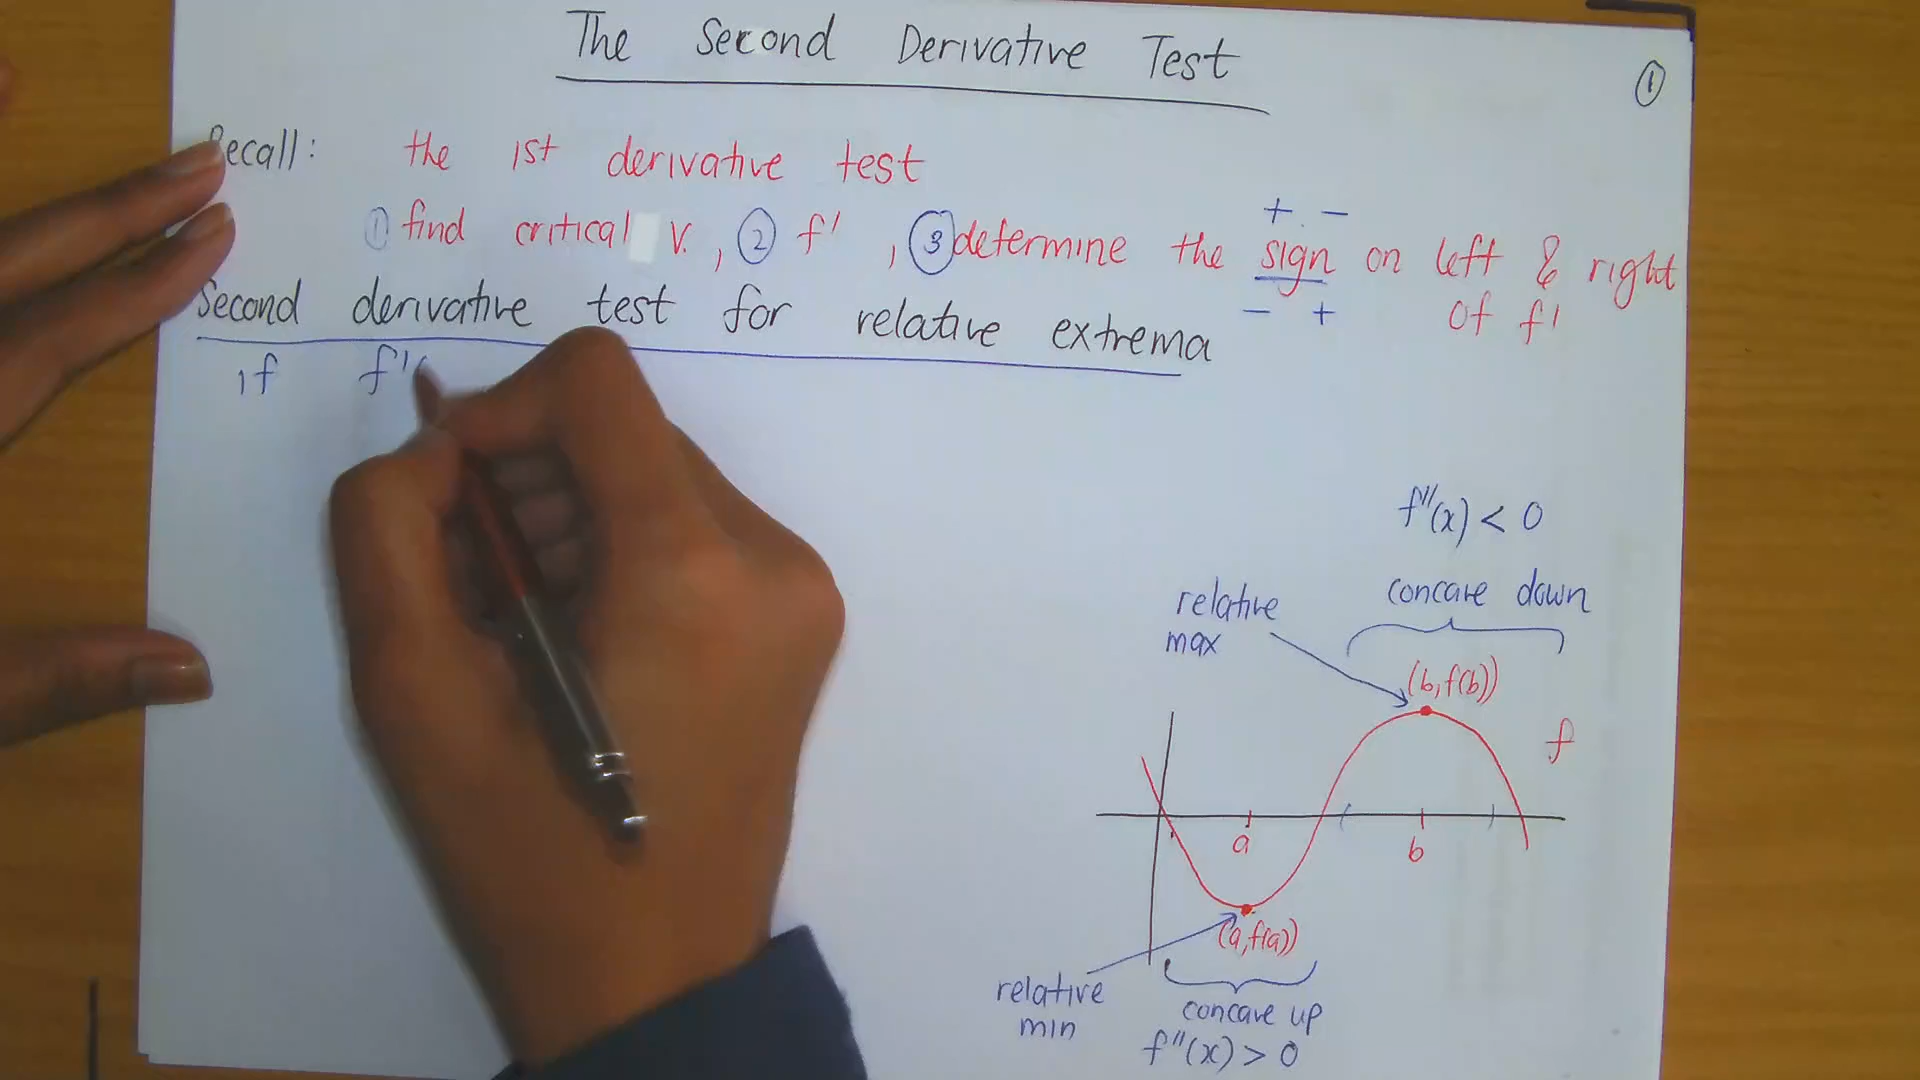 The Second Derivative Test
①
Recall: the 1st derivative test
+ -
① find critical v. , ② f' , ③ determine the sign on left & right
- + of f'
Second derivative test for relative extrema
if f'(
f''(x) < 0
concave down
relative
max
(b, f(b))
f
a
b
(a, f(a))
relative
min
concave up
f''(x) > 0